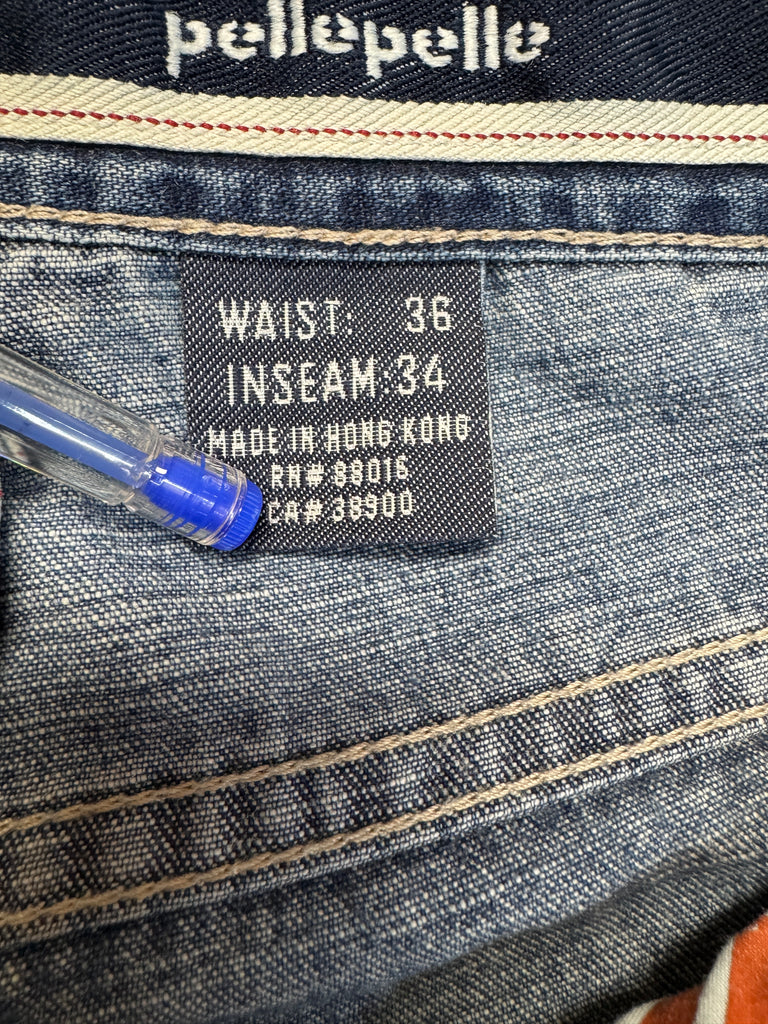 pellepelle
WAIST: 36
INSEAM:34
MADE IN HONG KONG
RN# 88016
CA# 38900